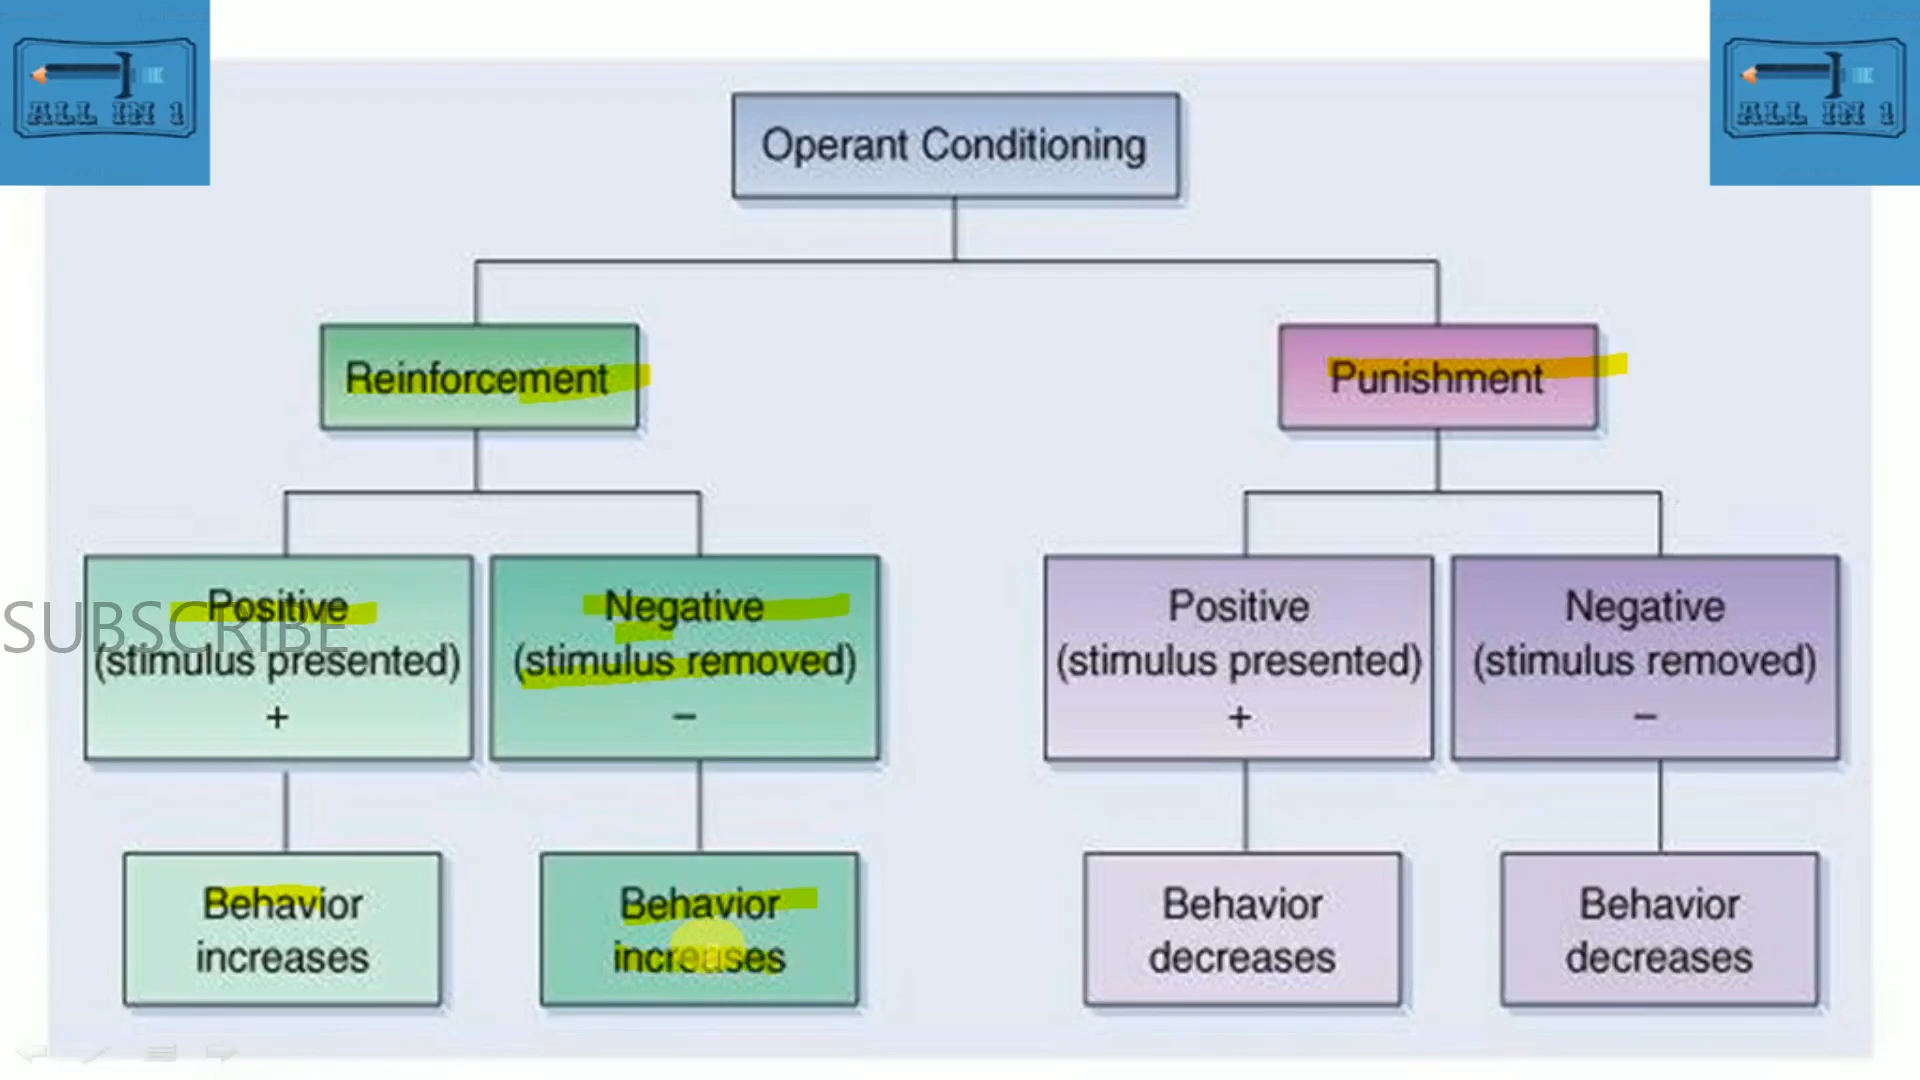 ALL IN 1
ALL IN 1
Operant Conditioning
Reinforcement
Punishment
Positive
(stimulus presented)
+
Negative
(stimulus removed)
–
Positive
(stimulus presented)
+
Negative
(stimulus removed)
–
SUBSCRIBE
Behavior
increases
Behavior
increases
Behavior
decreases
Behavior
decreases